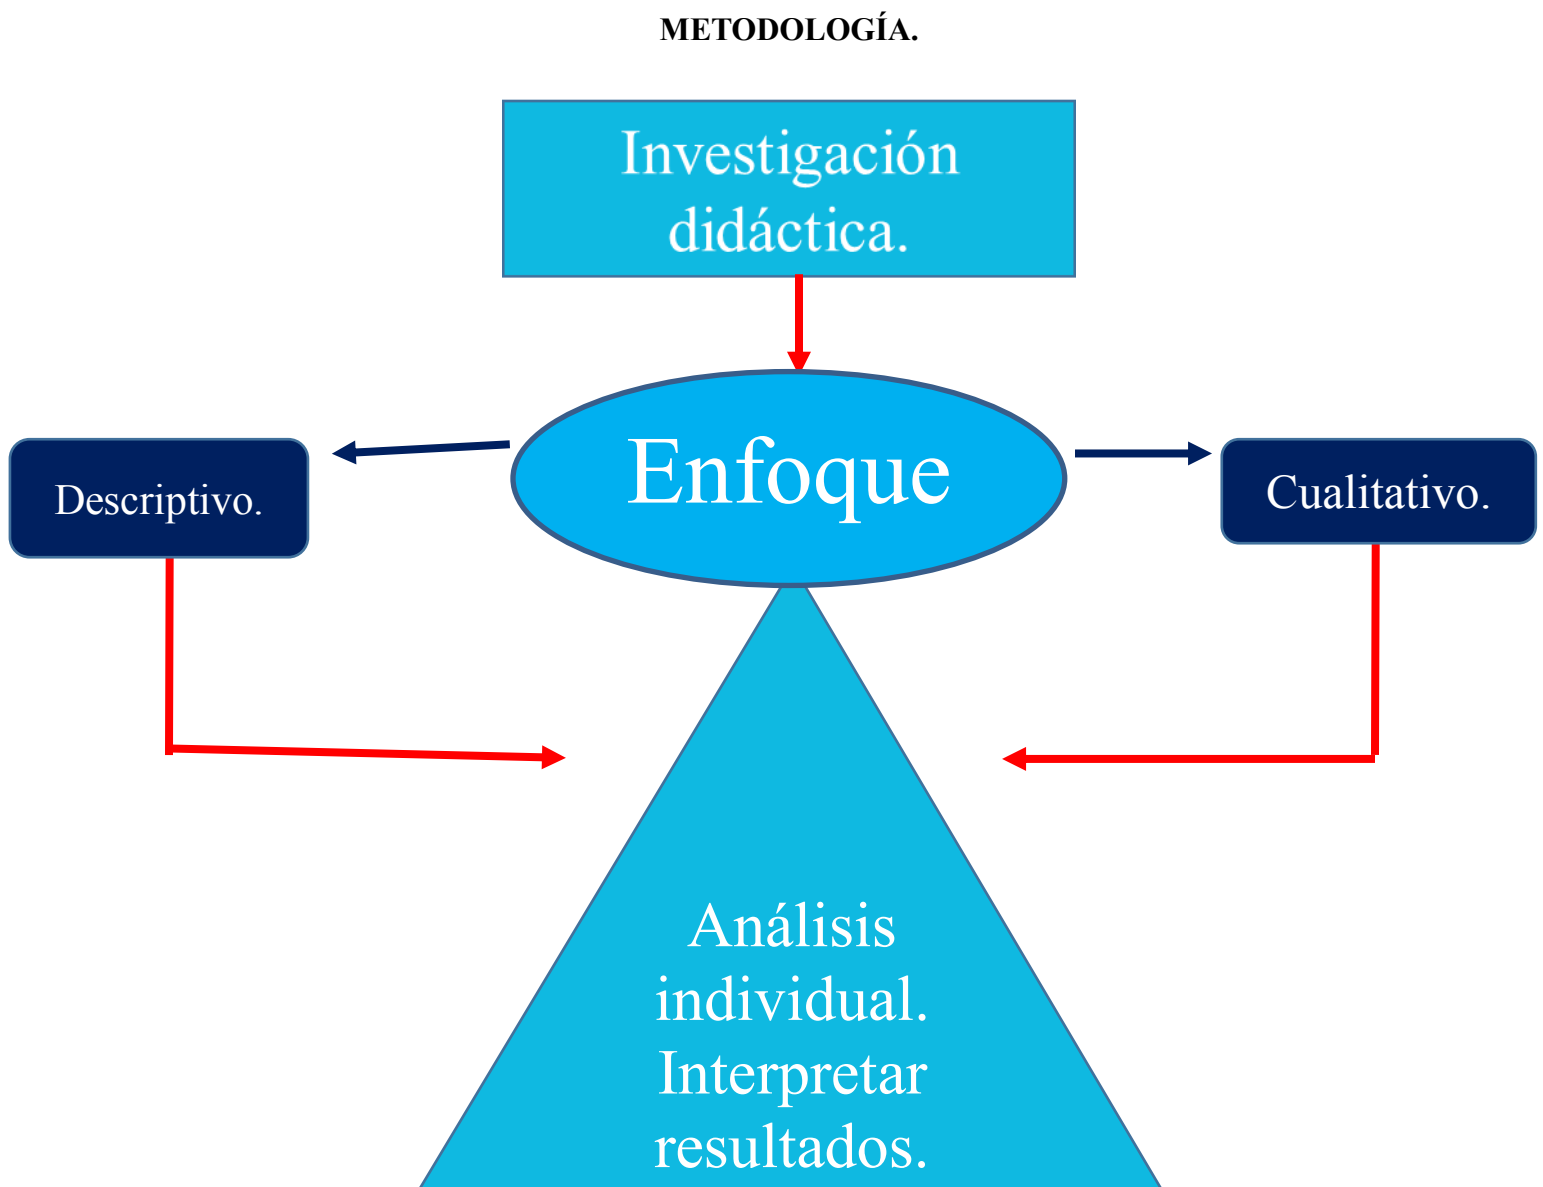 METODOLOGÍA.
Investigación
didáctica.
Enfoque
Descriptivo.
Cualitativo.
Análisis
individual.
Interpretar
resultados.